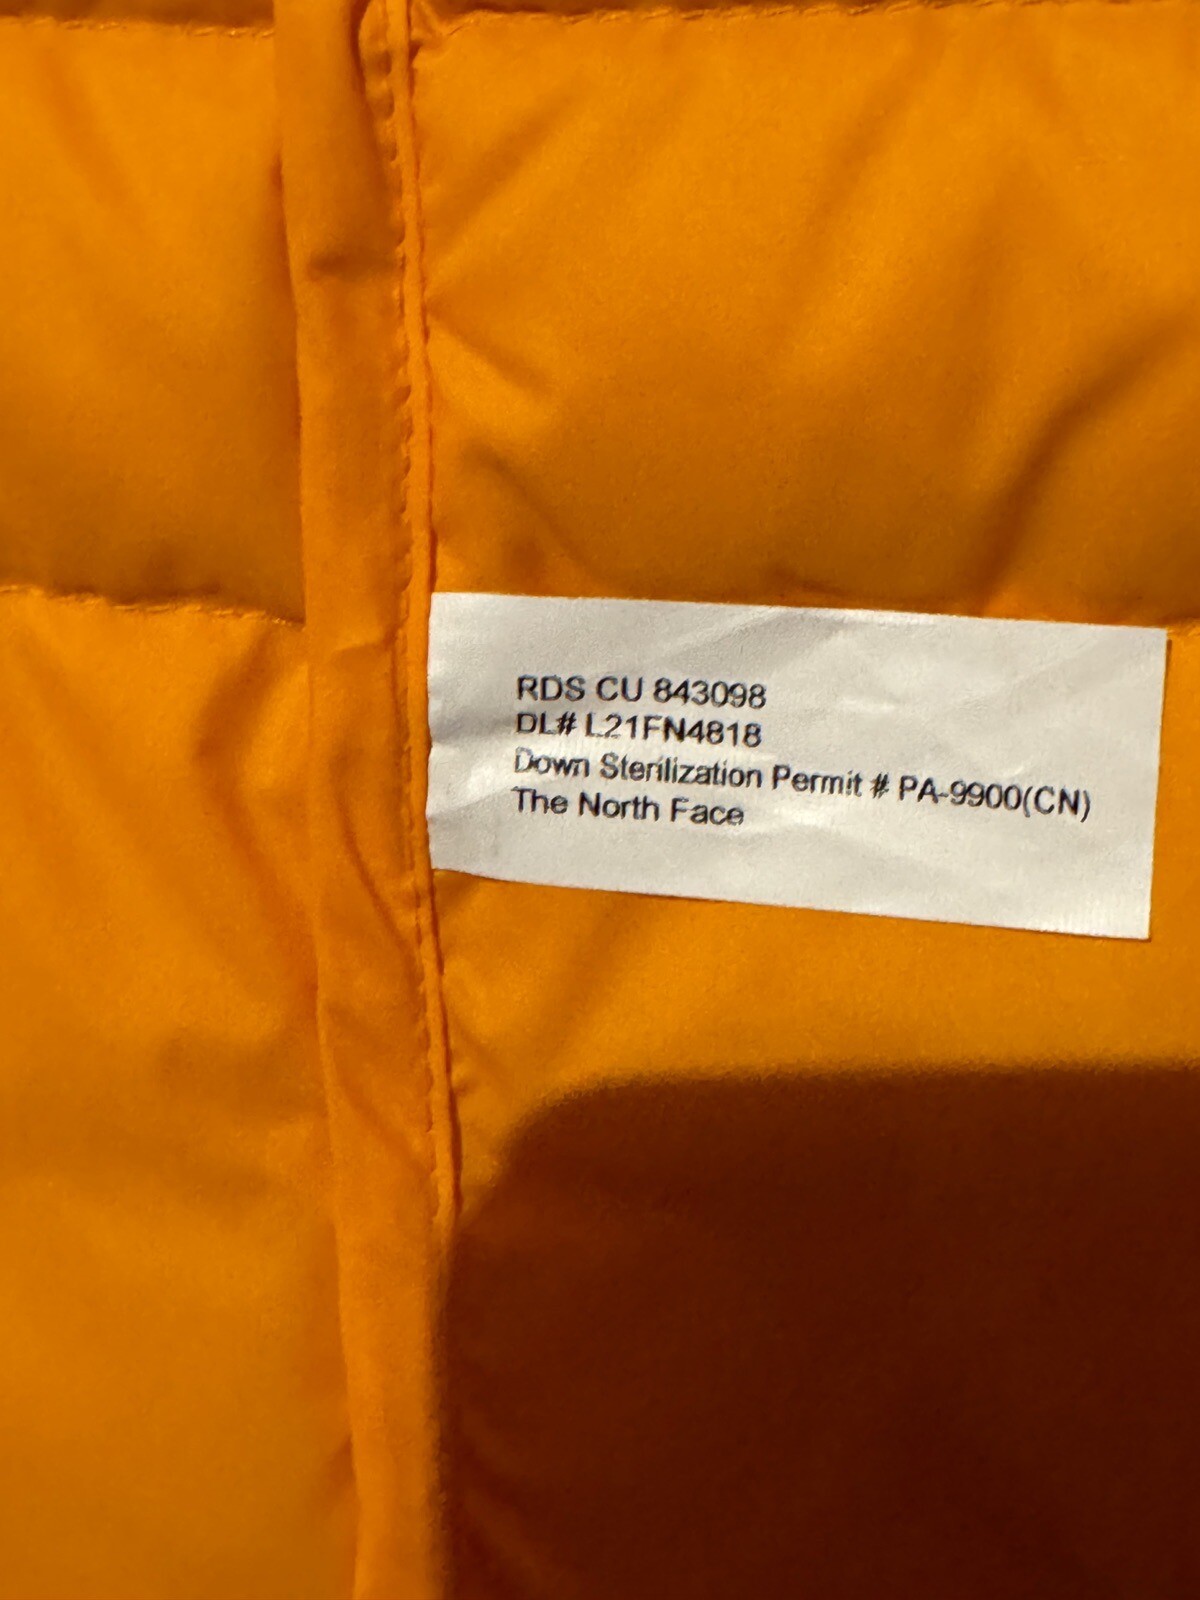 RDS CU 843098
DL# L21FN4818
Down Sterilization Permit # PA-9900(CN)
The North Face